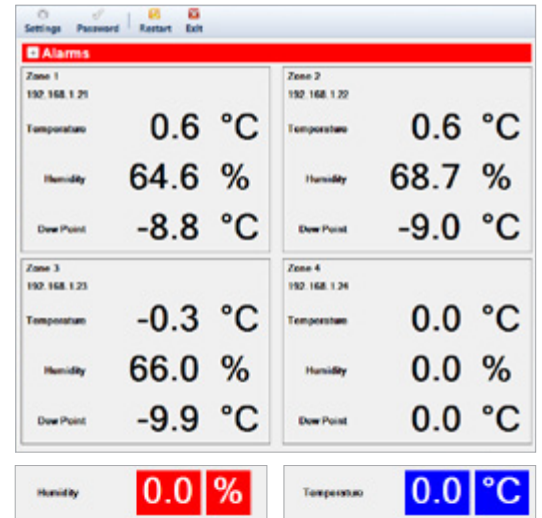 Settings Password Restart Exit
Alarms
Zone 1
192.168.1.21
Temperature 0.6 °C
Humidity 64.6 %
Dew Point -8.8 °C
Zone 2
192.168.1.22
Temperature 0.6 °C
Humidity 68.7 %
Dew Point -9.0 °C
Zone 3
192.168.1.23
Temperature -0.3 °C
Humidity 66.0 %
Dew Point -9.9 °C
Zone 4
192.168.1.24
Temperature 0.0 °C
Humidity 0.0 %
Dew Point 0.0 °C
Humidity 0.0 %
Temperature 0.0 °C